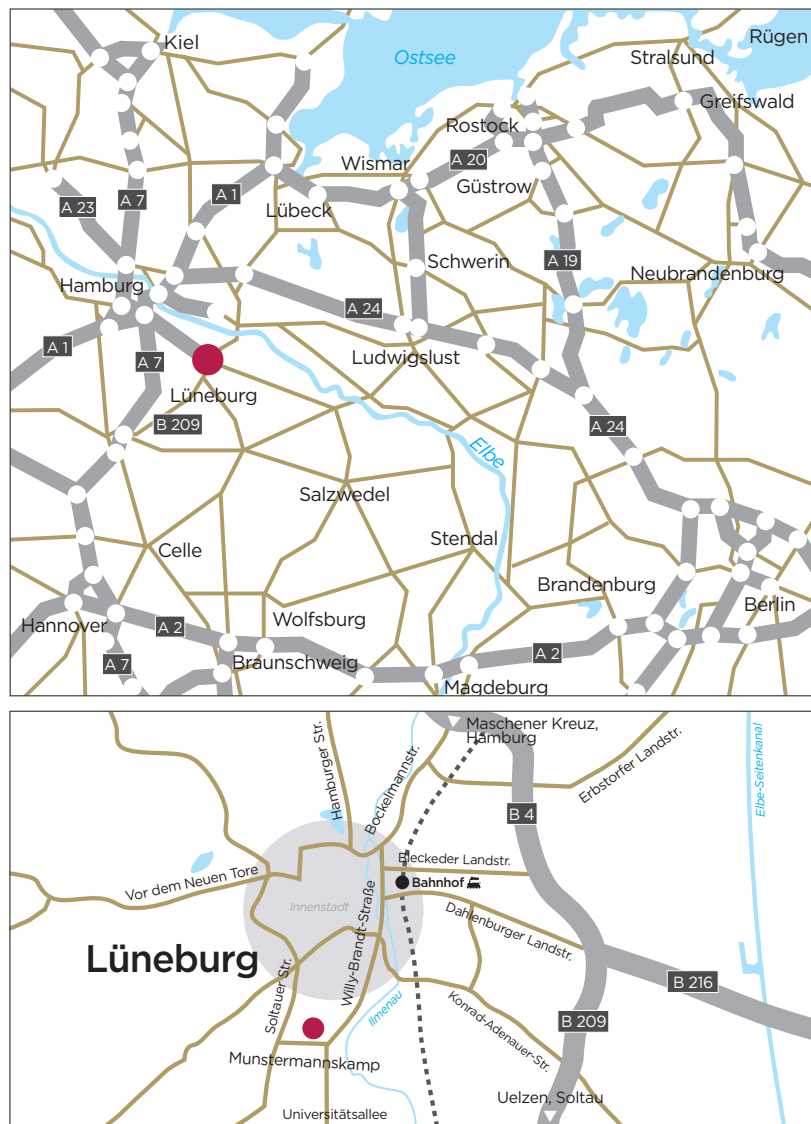 Kiel
Ostsee
Rügen
Stralsund
Greifswald
Rostock
Wismar
A 20
Güstrow
A 23
A 7
A 1
Lübeck
A 19
Schwerin
Neubrandenburg
Hamburg
A 24
A 1
A 7
Ludwigslust
Lüneburg
B 209
A 24
Elbe
Salzwedel
Stendal
Celle
Brandenburg
Berlin
Hannover
A 2
Wolfsburg
A 7
Braunschweig
A 2
Magdeburg
Hamburger Str.
Bockelmannstr.
Maschener Kreuz,
Hamburg
Erbstorfer Landstr.
Elbe-Seitenkanal
B 4
Bleckeder Landstr.
Vor dem Neuen Tore
Bahnhof
Innenstadt
Willy-Brandt-Straße
Dahlenburger Landstr.
Lüneburg
Soltauer Str.
B 216
Ilmenau
Konrad-Adenauer-Str.
B 209
Munstermannskamp
Uelzen, Soltau
Universitätsallee